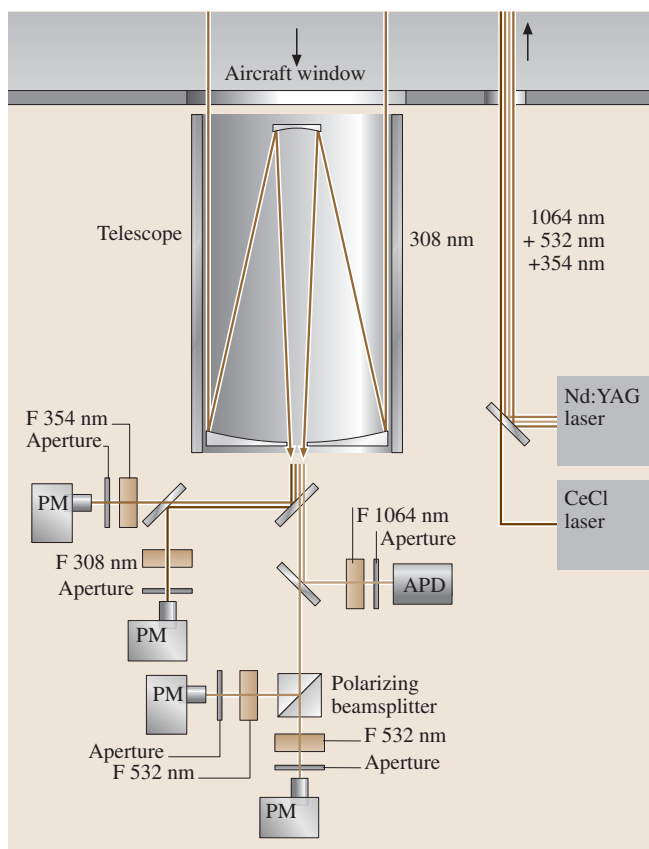 Aircraft window
Telescope
308 nm
1064 nm
+ 532 nm
+354 nm
Nd:YAG
laser
F 354 nm
Aperture
PM
CeCl
laser
F 1064 nm
Aperture
F 308 nm
Aperture
APD
PM
Polarizing
beamsplitter
PM
F 532 nm
Aperture
Aperture
F 532 nm
PM